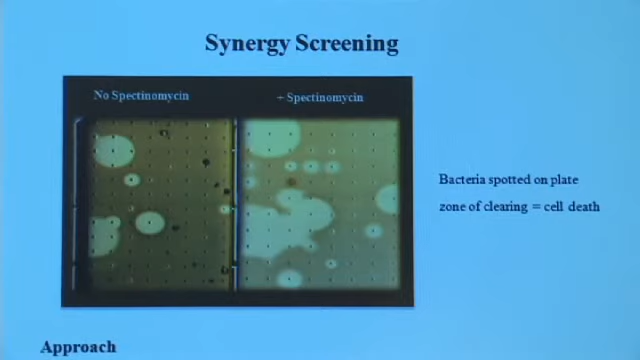 Synergy Screening
No Spectinomycin
+ Spectinomycin
Bacteria spotted on plate
zone of clearing = cell death
Approach